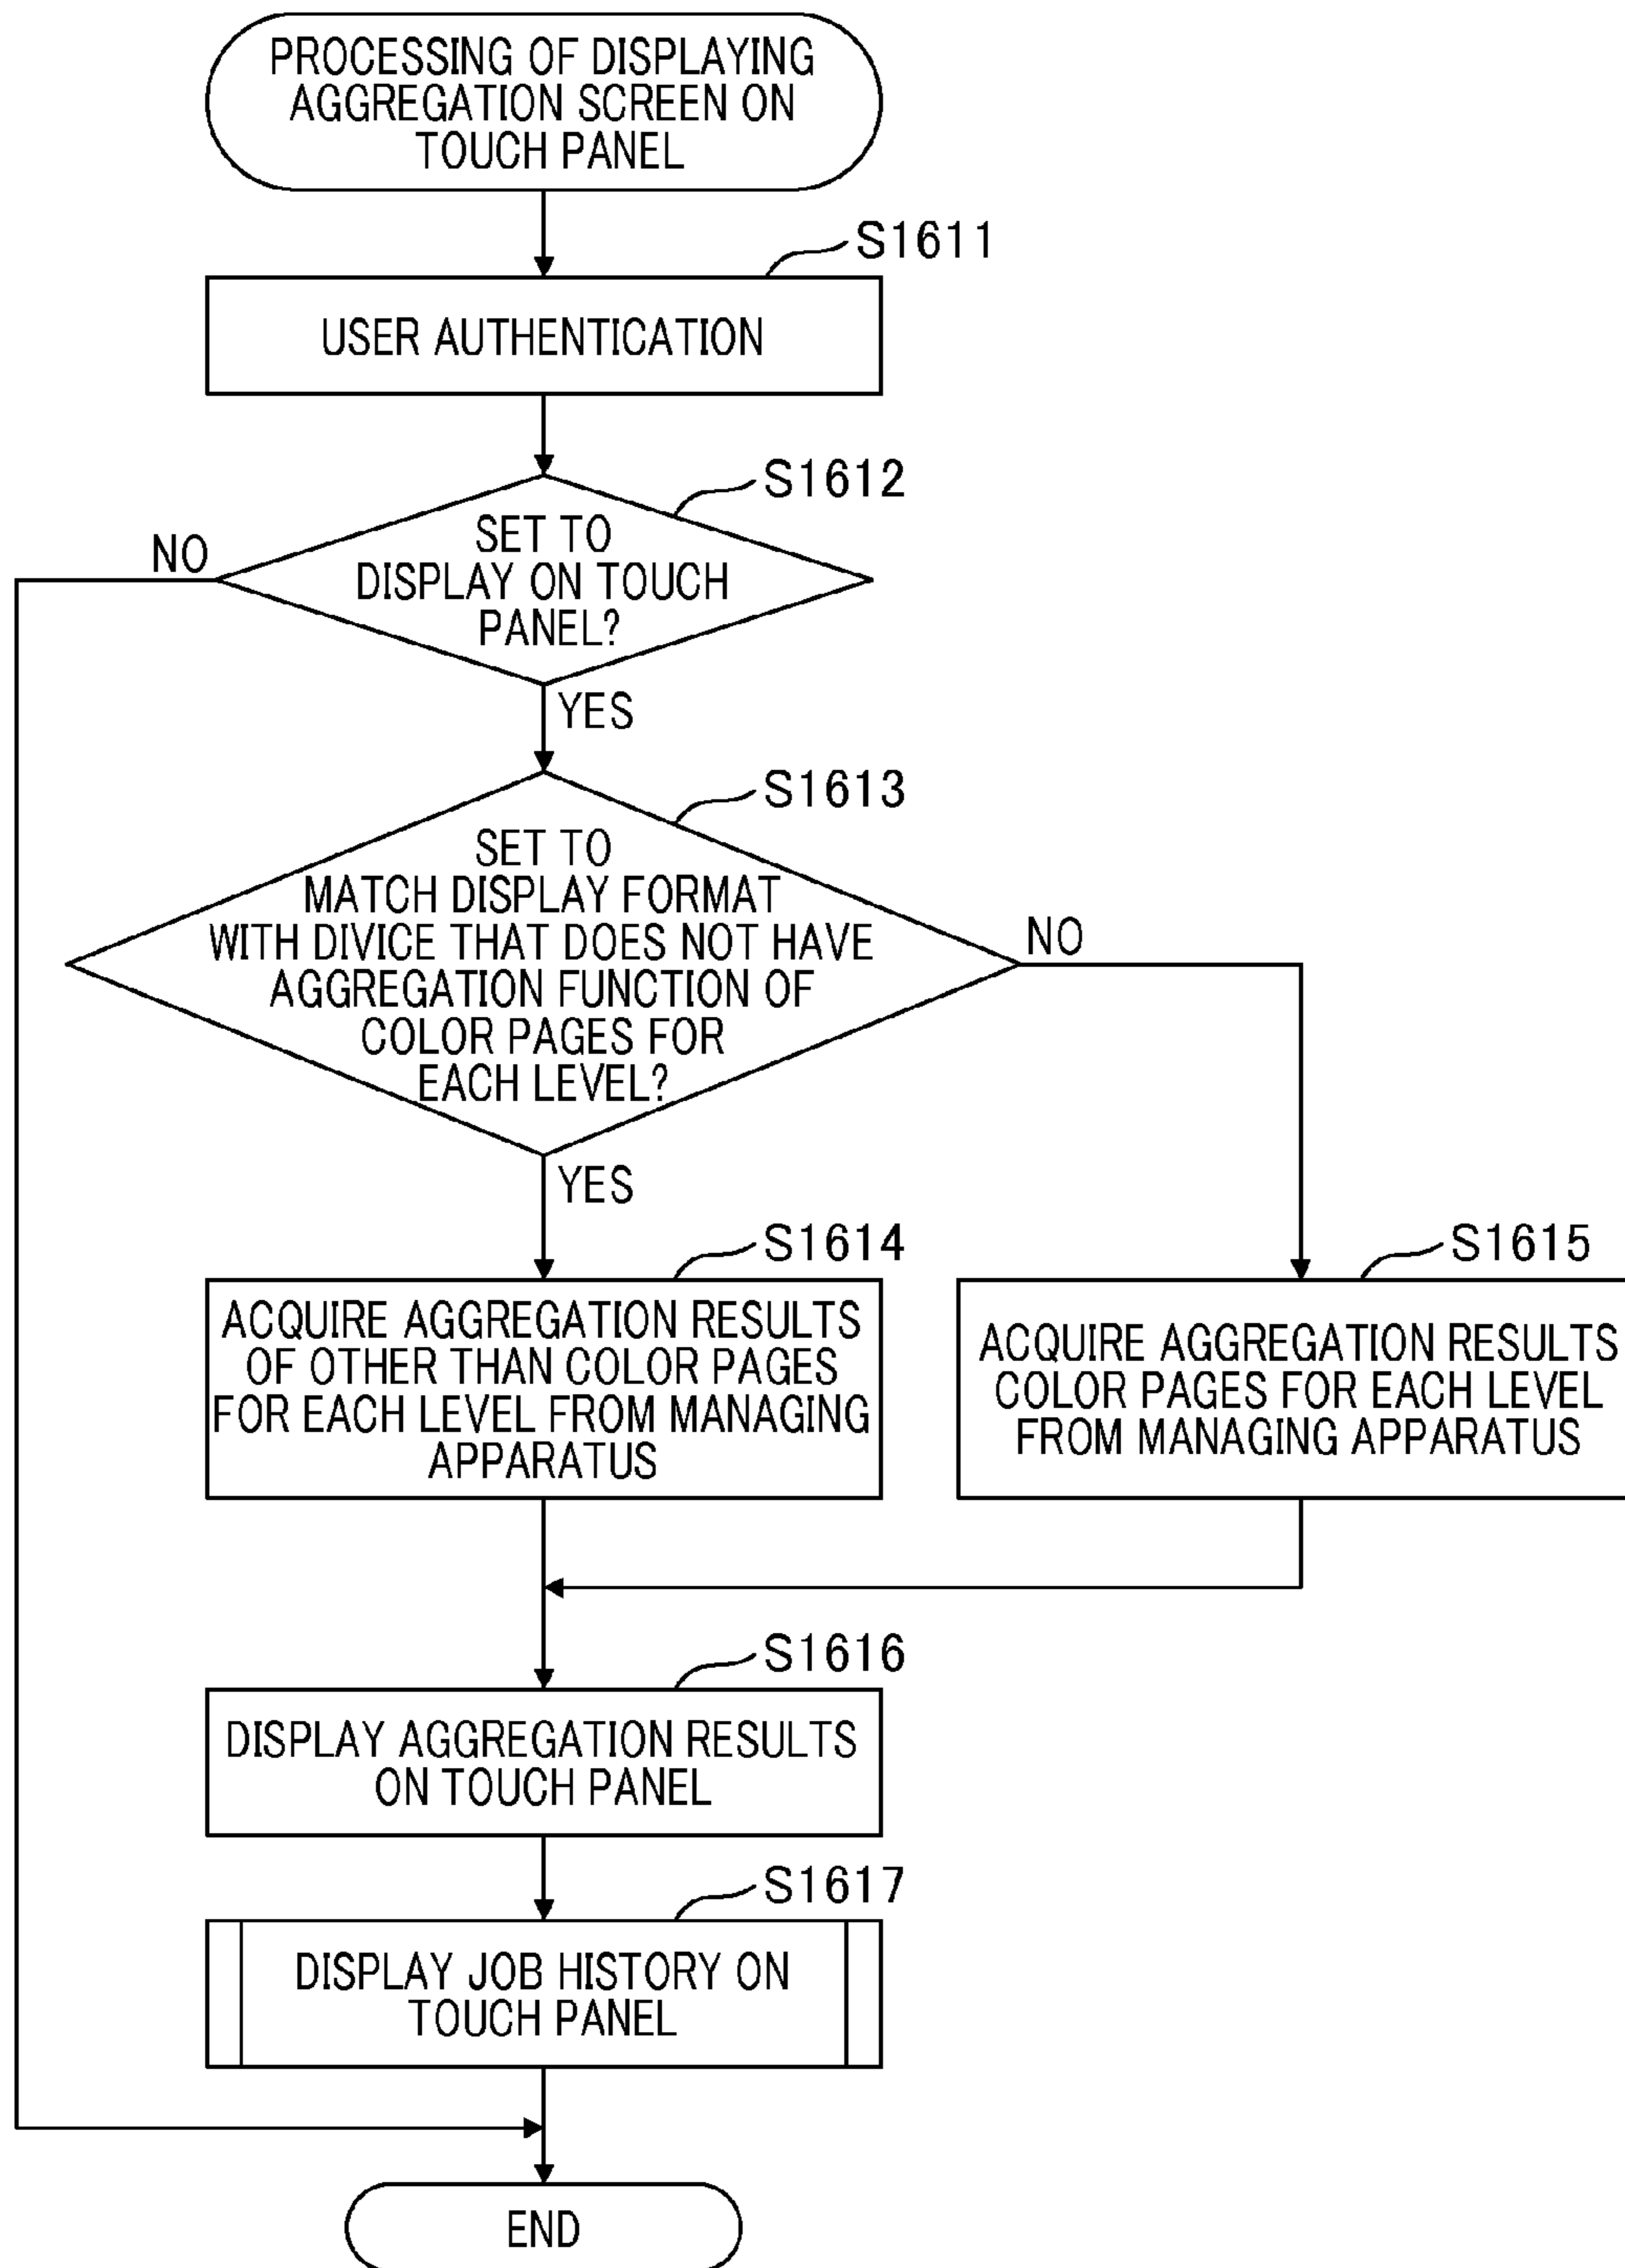 PROCESSING OF DISPLAYING
AGGREGATION SCREEN ON
TOUCH PANEL
S1611
USER AUTHENTICATION
S1612
SET TO
DISPLAY ON TOUCH
PANEL?
NO
YES
S1613
SET TO
MATCH DISPLAY FORMAT
WITH DIVICE THAT DOES NOT HAVE
AGGREGATION FUNCTION OF
COLOR PAGES FOR
EACH LEVEL?
NO
YES
S1614
ACQUIRE AGGREGATION RESULTS
OF OTHER THAN COLOR PAGES
FOR EACH LEVEL FROM MANAGING
APPARATUS
S1615
ACQUIRE AGGREGATION RESULTS
COLOR PAGES FOR EACH LEVEL
FROM MANAGING APPARATUS
S1616
DISPLAY AGGREGATION RESULTS
ON TOUCH PANEL
S1617
DISPLAY JOB HISTORY ON
TOUCH PANEL
END